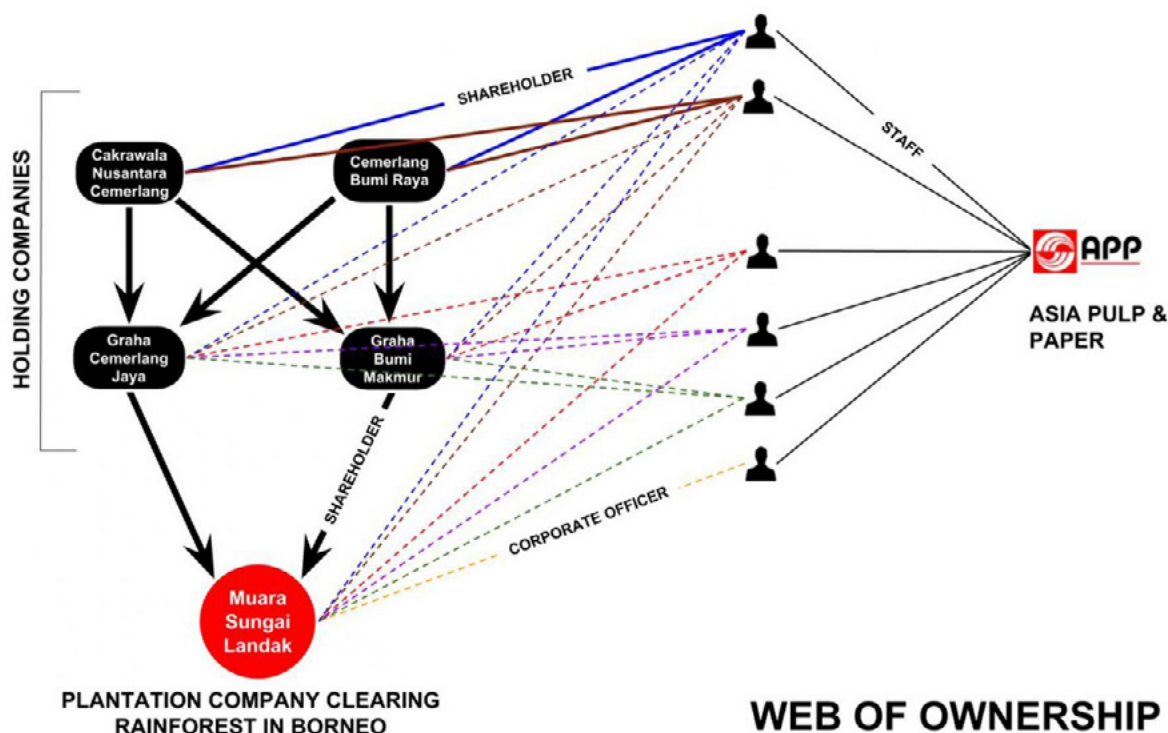 SHAREHOLDER
STAFF
HOLDING COMPANIES
Cakrawala
Nusantara
Cemerlang
Cemerlang
Bumi Raya
APP
ASIA PULP &
PAPER
Graha
Cemerlang
Jaya
Graha
Bumi
Makmur
SHAREHOLDER
CORPORATE OFFICER
Muara
Sungai
Landak
PLANTATION COMPANY CLEARING
RAINFOREST IN BORNEO
WEB OF OWNERSHIP